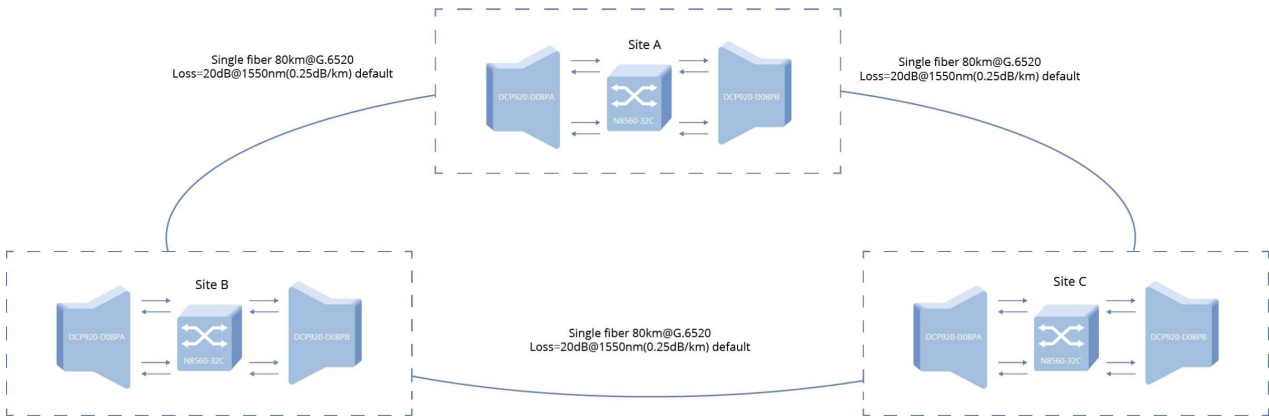 Site A
Single fiber 80km@G.6520
Loss=20dB@1550nm(0.25dB/km) default
Single fiber 80km@G.6520
Loss=20dB@1550nm(0.25dB/km) default
DCP920-D08PA
N8560-32C
DCP920-D08PB
Site B
DCP920-D08PA
N8560-32C
DCP920-D08PB
Single fiber 80km@G.6520
Loss=20dB@1550nm(0.25dB/km) default
Site C
DCP920-D08PA
N8560-32C
DCP920-D08PB